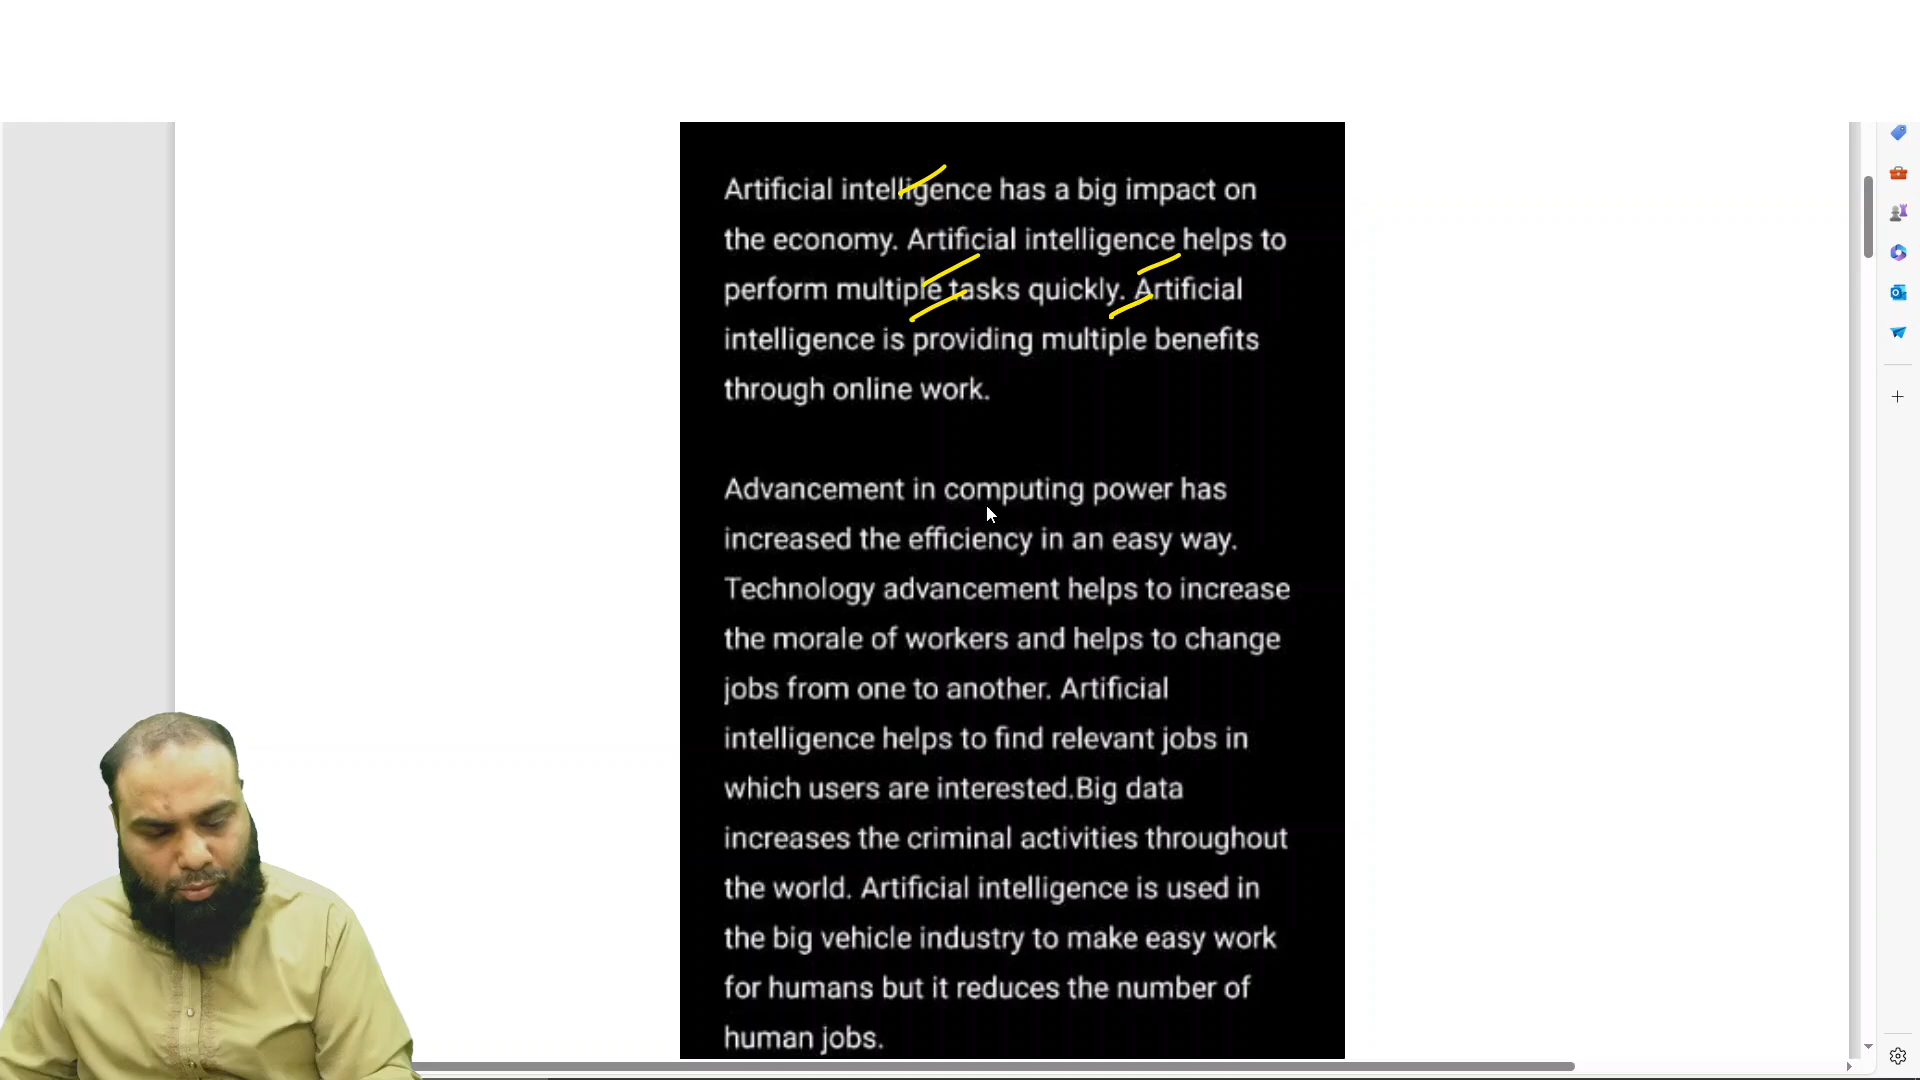 Artificial intelligence has a big impact on
the economy. Artificial intelligence helps to
perform multiple tasks quickly. Artificial
intelligence is providing multiple benefits
through online work.
Advancement in computing power has
increased the efficiency in an easy way.
Technology advancement helps to increase
the morale of workers and helps to change
jobs from one to another. Artificial
intelligence helps to find relevant jobs in
which users are interested.Big data
increases the criminal activities throughout
the world. Artificial intelligence is used in
the big vehicle industry to make easy work
for humans but it reduces the number of
human jobs.